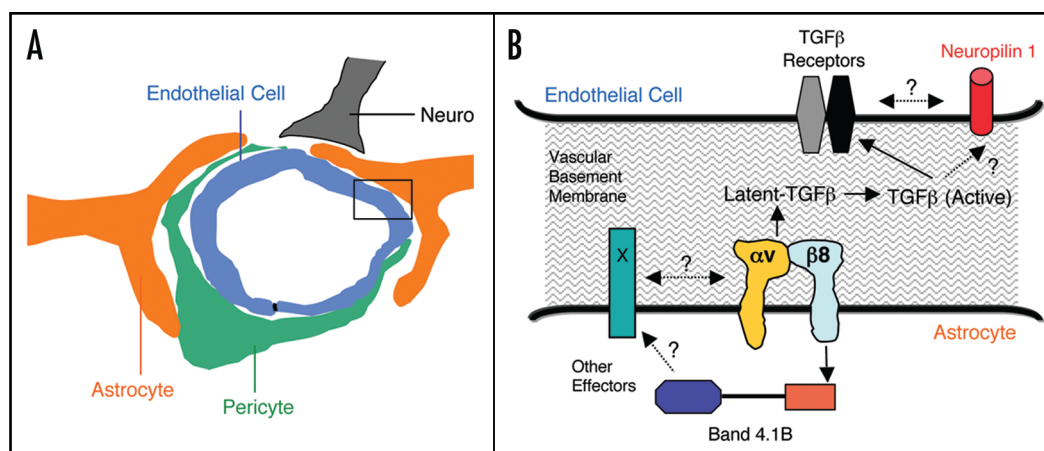 A
Endothelial Cell
Neuro
Astrocyte
Pericyte
B
TGFβ
Receptors
Neuropilin 1
Endothelial Cell
?
Vascular
Basement
Membrane
?
Latent-TGFβ
TGFβ (Active)
X
?
αv
β8
Astrocyte
?
Other
Effectors
Band 4.1B